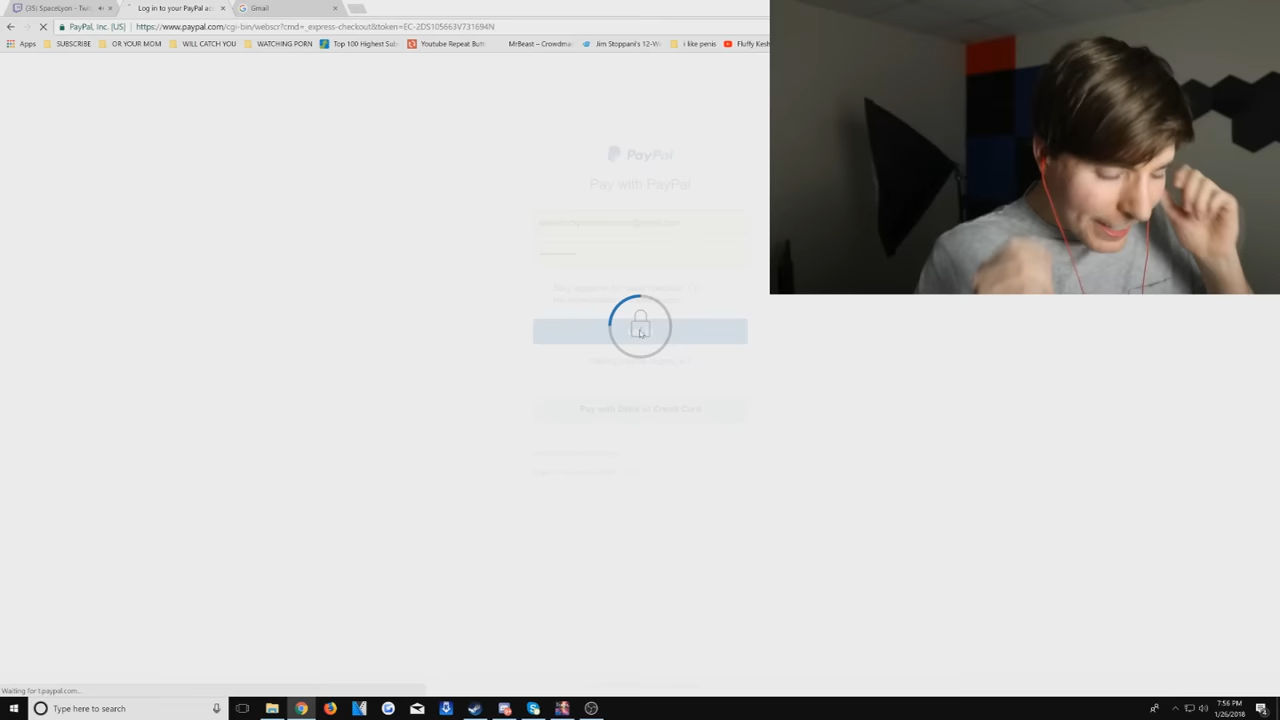 (35) SpaceLyon - Twi
Log in to your PayPal ac
Gmail
PayPal, Inc. [US]
https://www.paypal.com/cgi-bin/webscr?cmd=_express-checkout&token=EC-2DS105663V731694N
Apps
SUBSCRIBE
OR YOUR MOM
WILL CATCH YOU
WATCHING PORN
Top 100 Highest Sub
Youtube Repeat Butt
MrBeast – Crowdma
Jim Stoppani's 12-W
i like penis
Fluffy Kesh
PayPal
Pay with PayPal
Pay with Debit or Credit Card
Waiting for t.paypal.com...
Type here to search
7:56 PM
1/26/2018